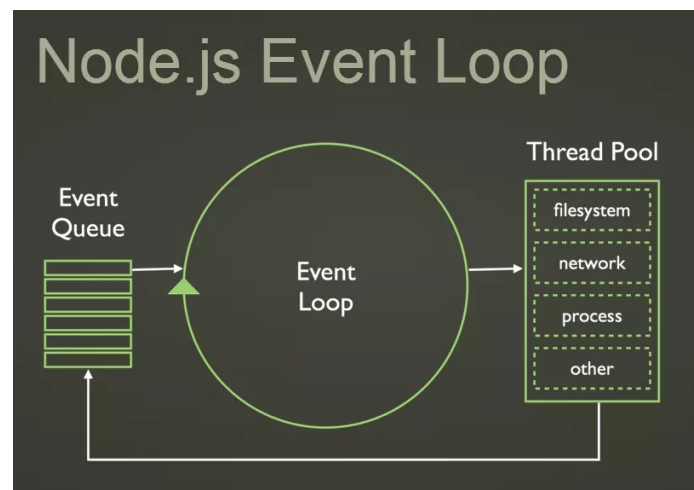 Node.js Event Loop
Event
Queue
Event
Loop
Thread Pool
filesystem
network
process
other